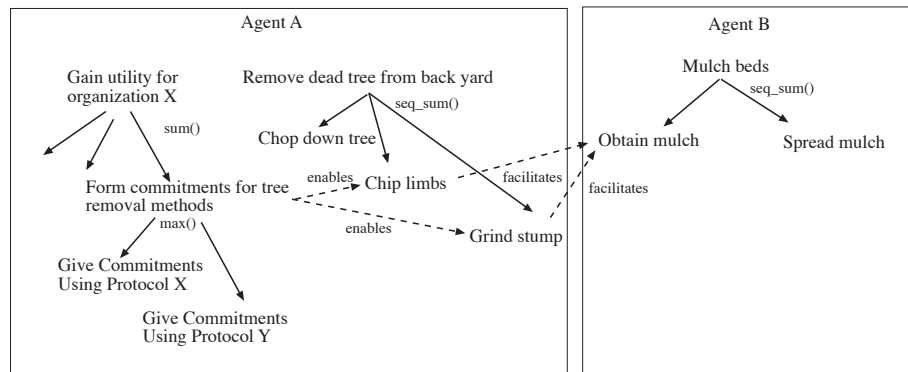 Agent A
Agent B
Gain utility for
organization X
Remove dead tree from back yard
Mulch beds
sum()
seq_sum()
seq_sum()
Chop down tree
Obtain mulch
Spread mulch
Form commitments for tree
removal methods
enables
Chip limbs
facilitates
facilitates
max()
enables
Grind stump
Give Commitments
Using Protocol X
Give Commitments
Using Protocol Y